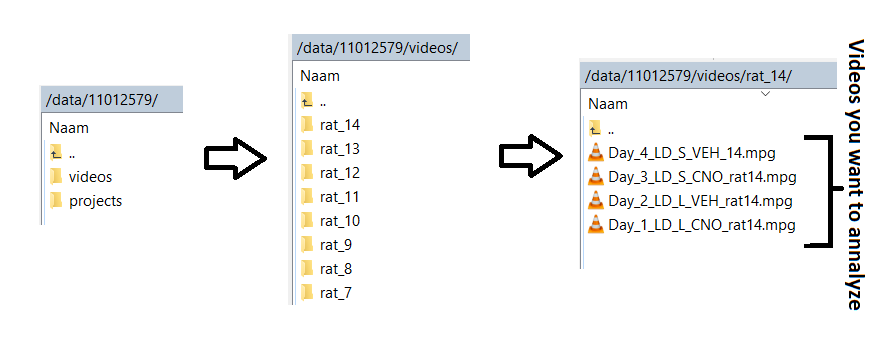 /data/11012579/
Naam
..
videos
projects
/data/11012579/videos/
Naam
..
rat_14
rat_13
rat_12
rat_11
rat_10
rat_9
rat_8
rat_7
/data/11012579/videos/rat_14/
Naam
..
Day_4_LD_S_VEH_14.mpg
Day_3_LD_S_CNO_rat14.mpg
Day_2_LD_L_VEH_rat14.mpg
Day_1_LD_L_CNO_rat14.mpg
Videos you want to annalyze